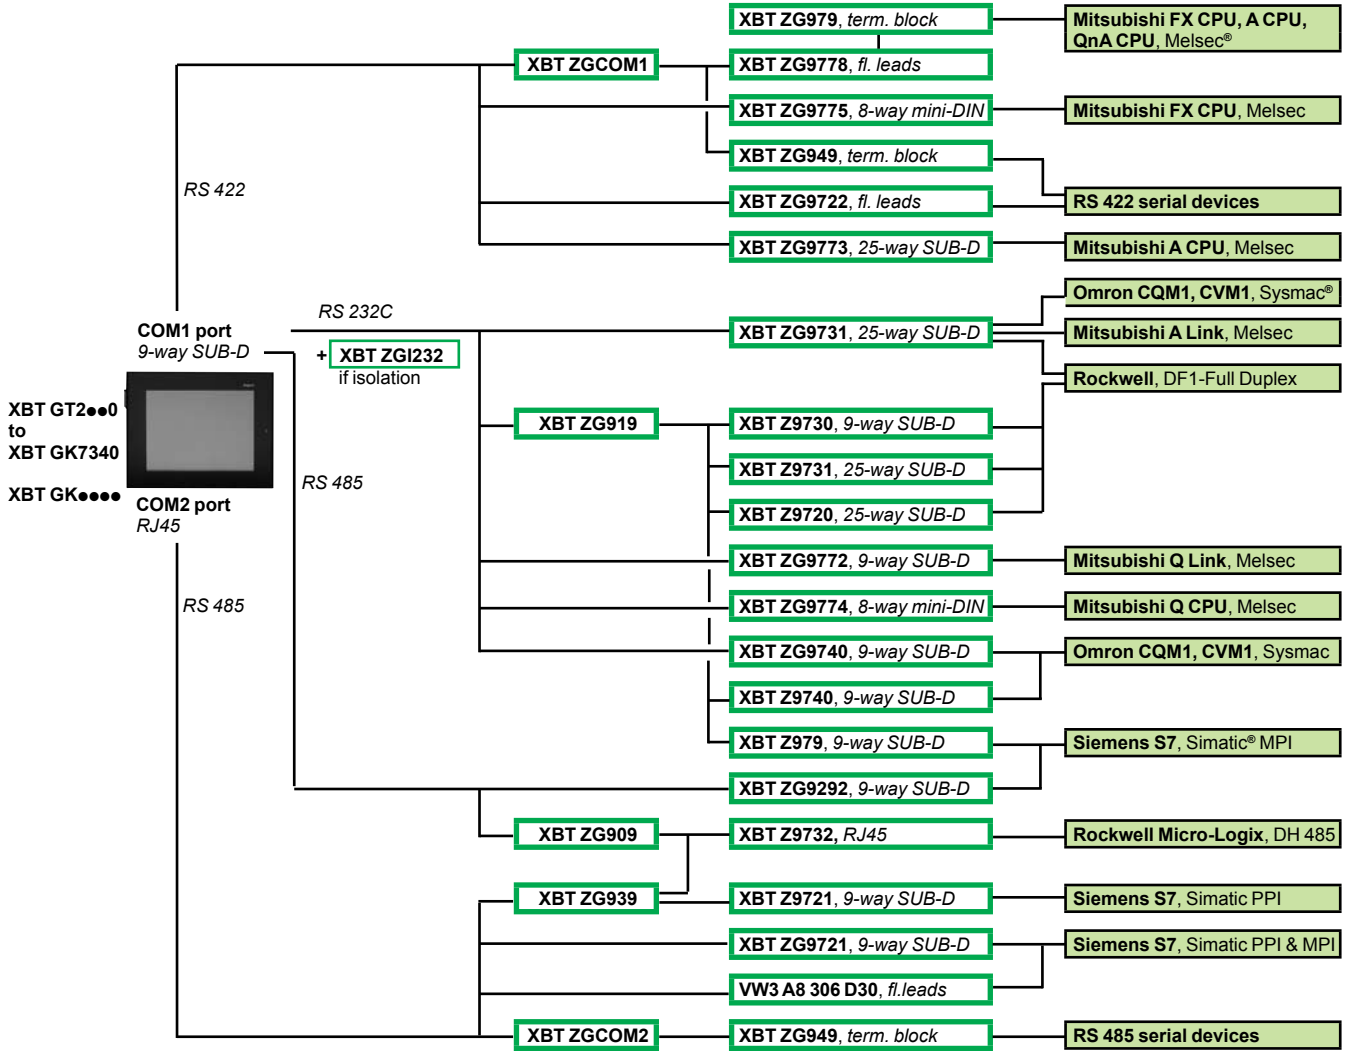 XBT ZG979, term. block
Mitsubishi FX CPU, A CPU,
QnA CPU, Melsec®
XBT ZGCOM1
XBT ZG9778, fl. leads
XBT ZG9775, 8-way mini-DIN
Mitsubishi FX CPU, Melsec
XBT ZG949, term. block
RS 422
XBT ZG9722, fl. leads
RS 422 serial devices
XBT ZG9773, 25-way SUB-D
Mitsubishi A CPU, Melsec
Omron CQM1, CVM1, Sysmac®
RS 232C
COM1 port
9-way SUB-D
XBT ZG9731, 25-way SUB-D
Mitsubishi A Link, Melsec
+ XBT ZGI232
if isolation
Rockwell, DF1-Full Duplex
XBT GT2●●0
to
XBT GK7340
XBT ZG919
XBT Z9730, 9-way SUB-D
XBT Z9731, 25-way SUB-D
RS 485
XBT GK●●●●
COM2 port
RJ45
XBT Z9720, 25-way SUB-D
XBT ZG9772, 9-way SUB-D
Mitsubishi Q Link, Melsec
RS 485
XBT ZG9774, 8-way mini-DIN
Mitsubishi Q CPU, Melsec
XBT ZG9740, 9-way SUB-D
Omron CQM1, CVM1, Sysmac
XBT Z9740, 9-way SUB-D
XBT Z979, 9-way SUB-D
Siemens S7, Simatic® MPI
XBT ZG9292, 9-way SUB-D
XBT ZG909
XBT Z9732, RJ45
Rockwell Micro-Logix, DH 485
XBT ZG939
XBT Z9721, 9-way SUB-D
Siemens S7, Simatic PPI
XBT ZG9721, 9-way SUB-D
Siemens S7, Simatic PPI & MPI
VW3 A8 306 D30, fl.leads
XBT ZGCOM2
XBT ZG949, term. block
RS 485 serial devices